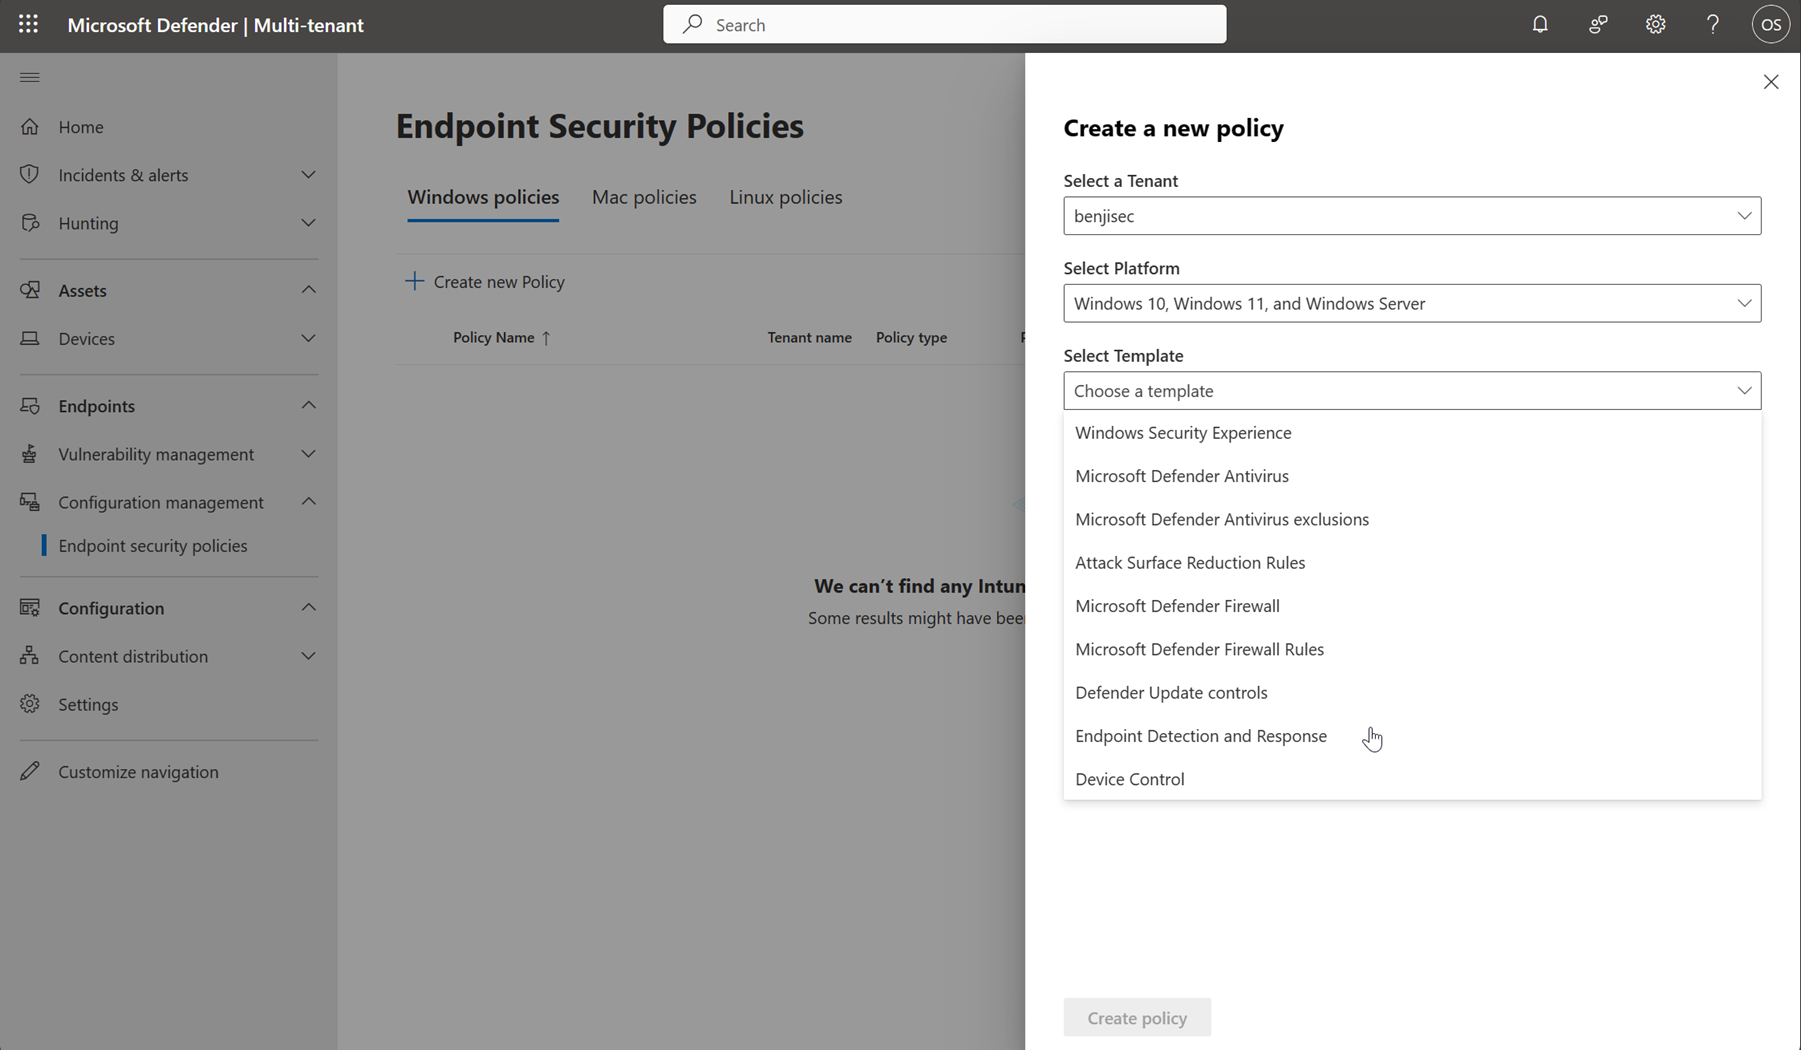 Microsoft Defender | Multi-tenant
Search
OS
Home
Incidents & alerts
Hunting
Assets
Devices
Endpoints
Vulnerability management
Configuration management
Endpoint security policies
Configuration
Content distribution
Settings
Customize navigation
Endpoint Security Policies
Windows policies Mac policies Linux policies
Create new Policy
Policy Name ↑ Tenant name Policy type
We can’t find any Intun
Some results might have bee
Create a new policy
Select a Tenant
benjisec
Select Platform
Windows 10, Windows 11, and Windows Server
Select Template
Choose a template
Windows Security Experience
Microsoft Defender Antivirus
Microsoft Defender Antivirus exclusions
Attack Surface Reduction Rules
Microsoft Defender Firewall
Microsoft Defender Firewall Rules
Defender Update controls
Endpoint Detection and Response
Device Control
Create policy